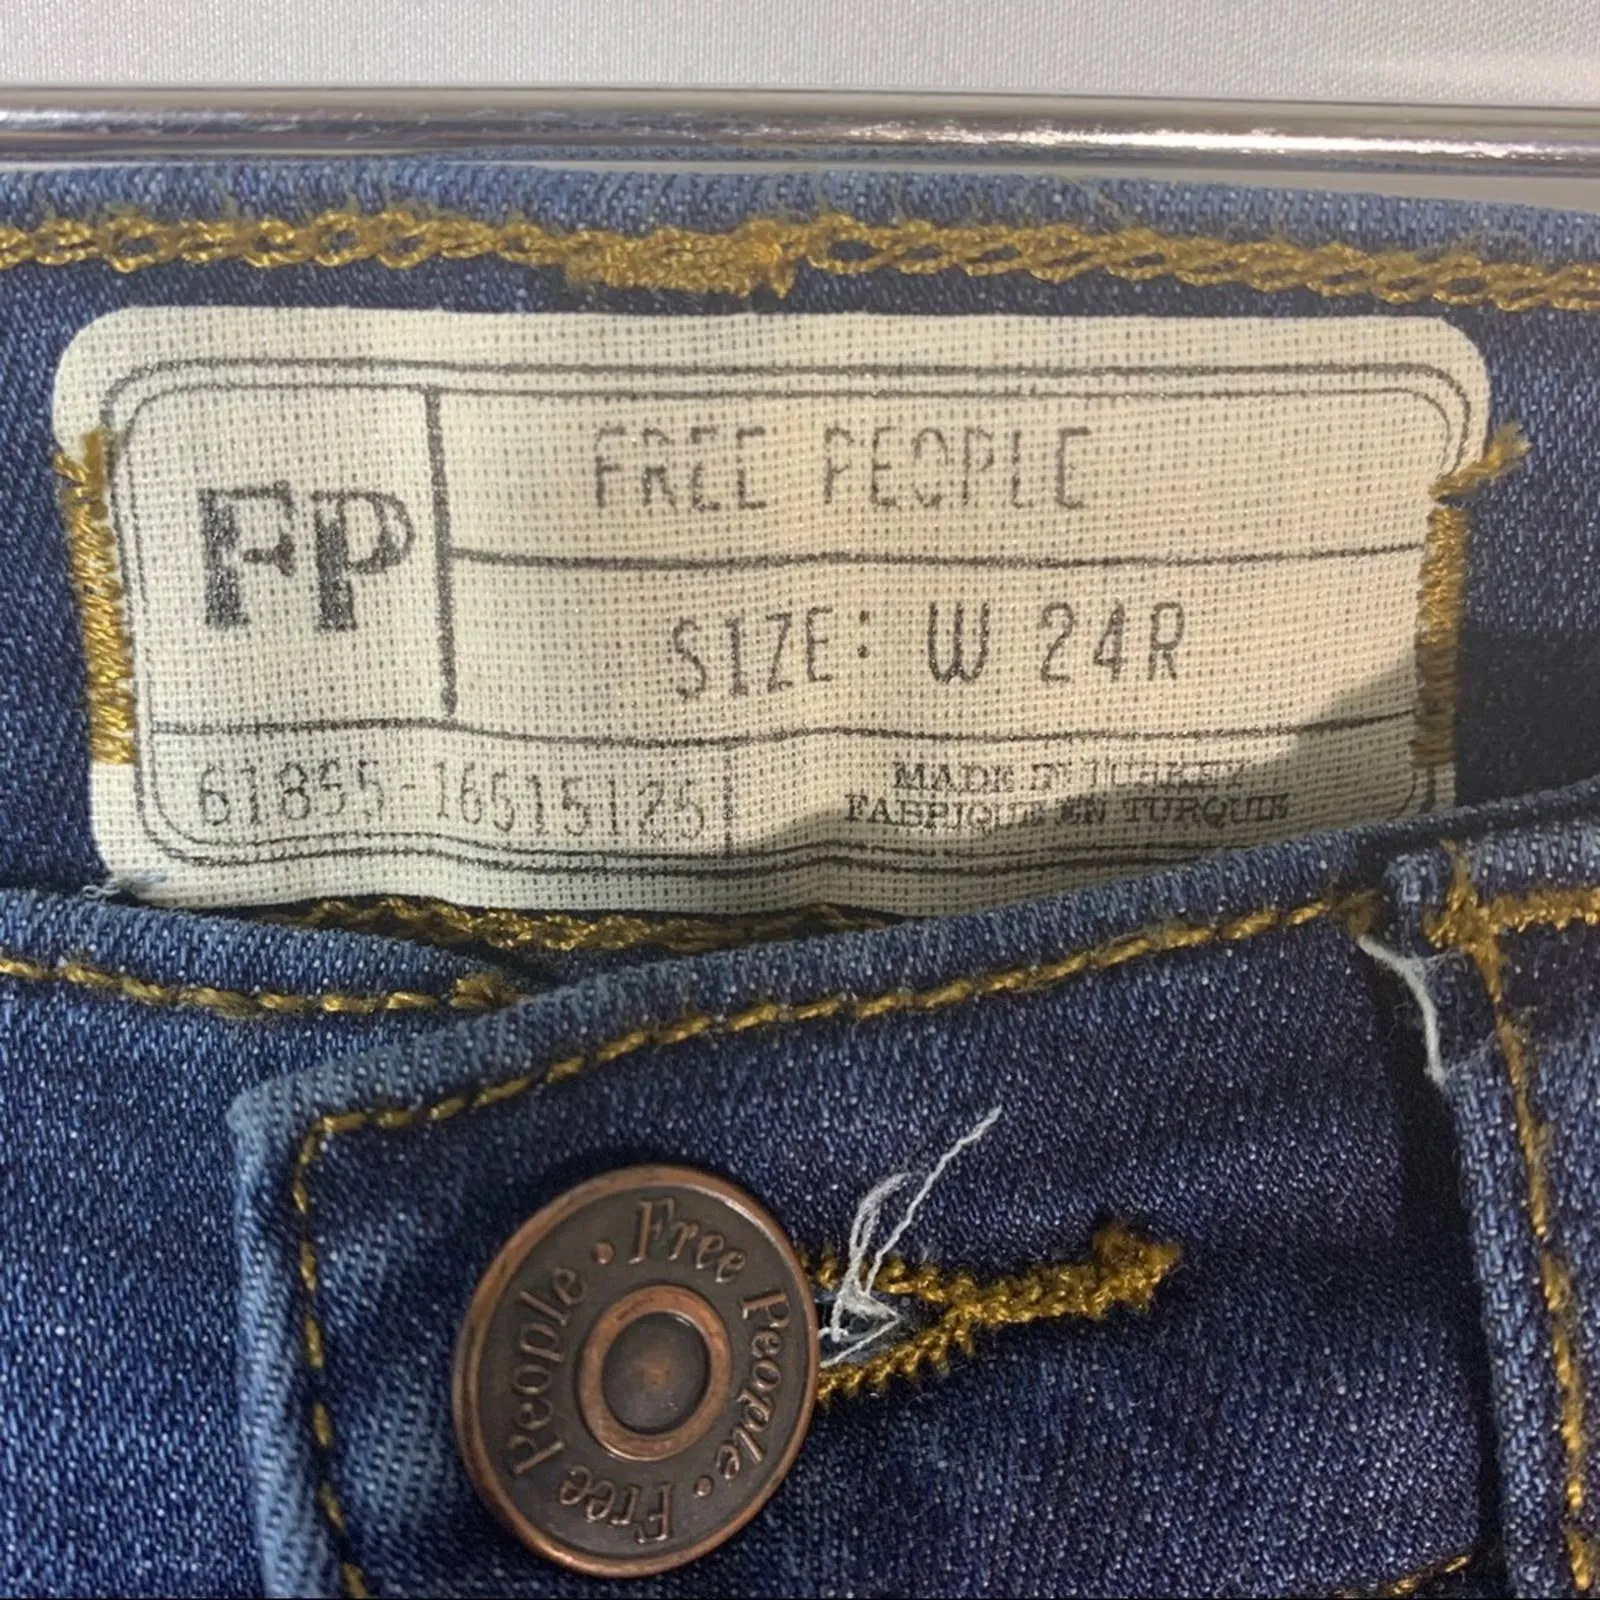 FP
FREE PEOPLE
SIZE: W 24R
61855-16515125
MADE IN TURKEY
FABRIQUE EN TURQUIE
Free People • Free People •